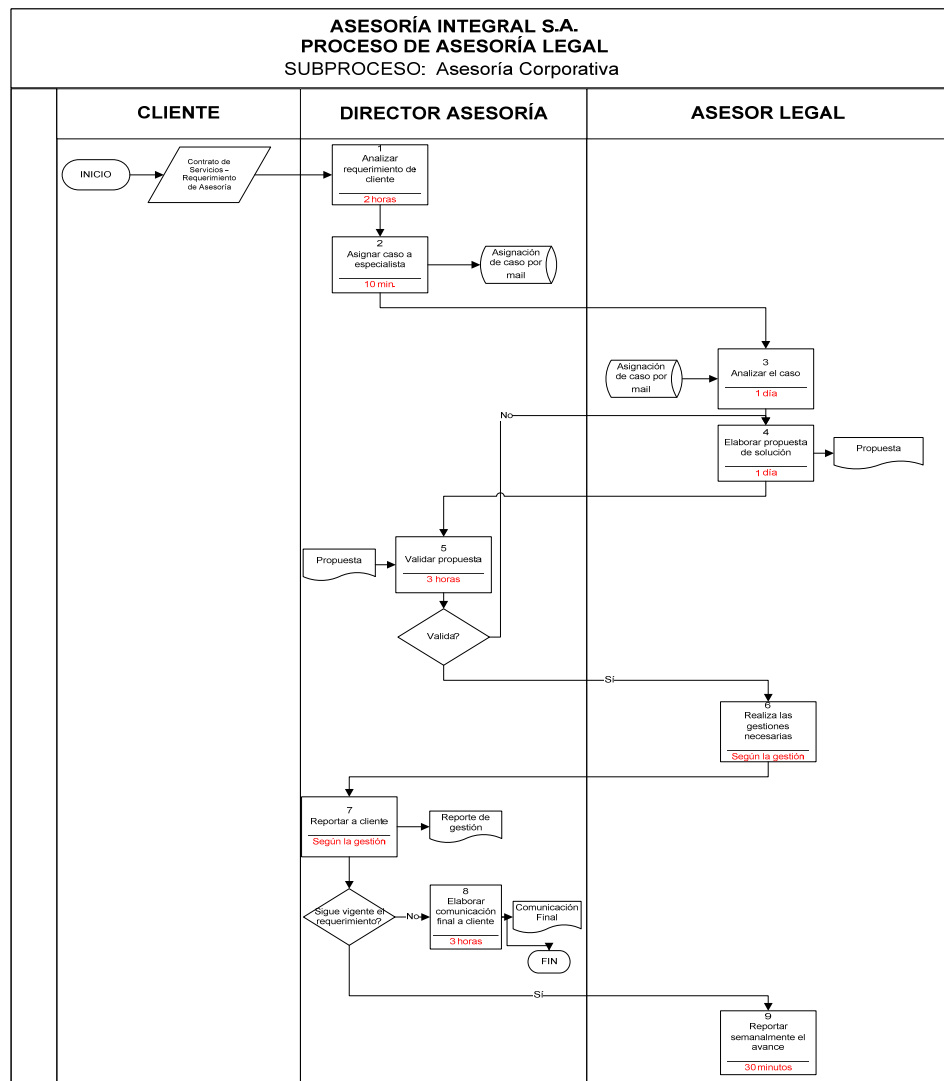 ASESORÍA INTEGRAL S.A.
PROCESO DE ASESORÍA LEGAL
SUBPROCESO: Asesoría Corporativa
CLIENTE
DIRECTOR ASESORÍA
ASESOR LEGAL
INICIO
Contrato de
Servicios –
Requerimiento
de Asesoría
1
Analizar
requerimiento de
cliente
2 horas
2
Asignar caso a
especialista
10 min.
Asignación
de caso por
mail
Asignación
de caso por
mail
3
Analizar el caso
1 día
No
4
Elaborar propuesta
de solución
1 día
Propuesta
Propuesta
5
Validar propuesta
3 horas
Valida?
Sí
6
Realiza las
gestiones
necesarias
Según la gestión
7
Reportar a cliente
Según la gestión
Reporte de
gestión
Sigue vigente el
requerimiento?
No
8
Elaborar
comunicación
final a cliente
3 horas
Comunicación
Final
FIN
Sí
9
Reportar
semanalmente el
avance
30 minutos